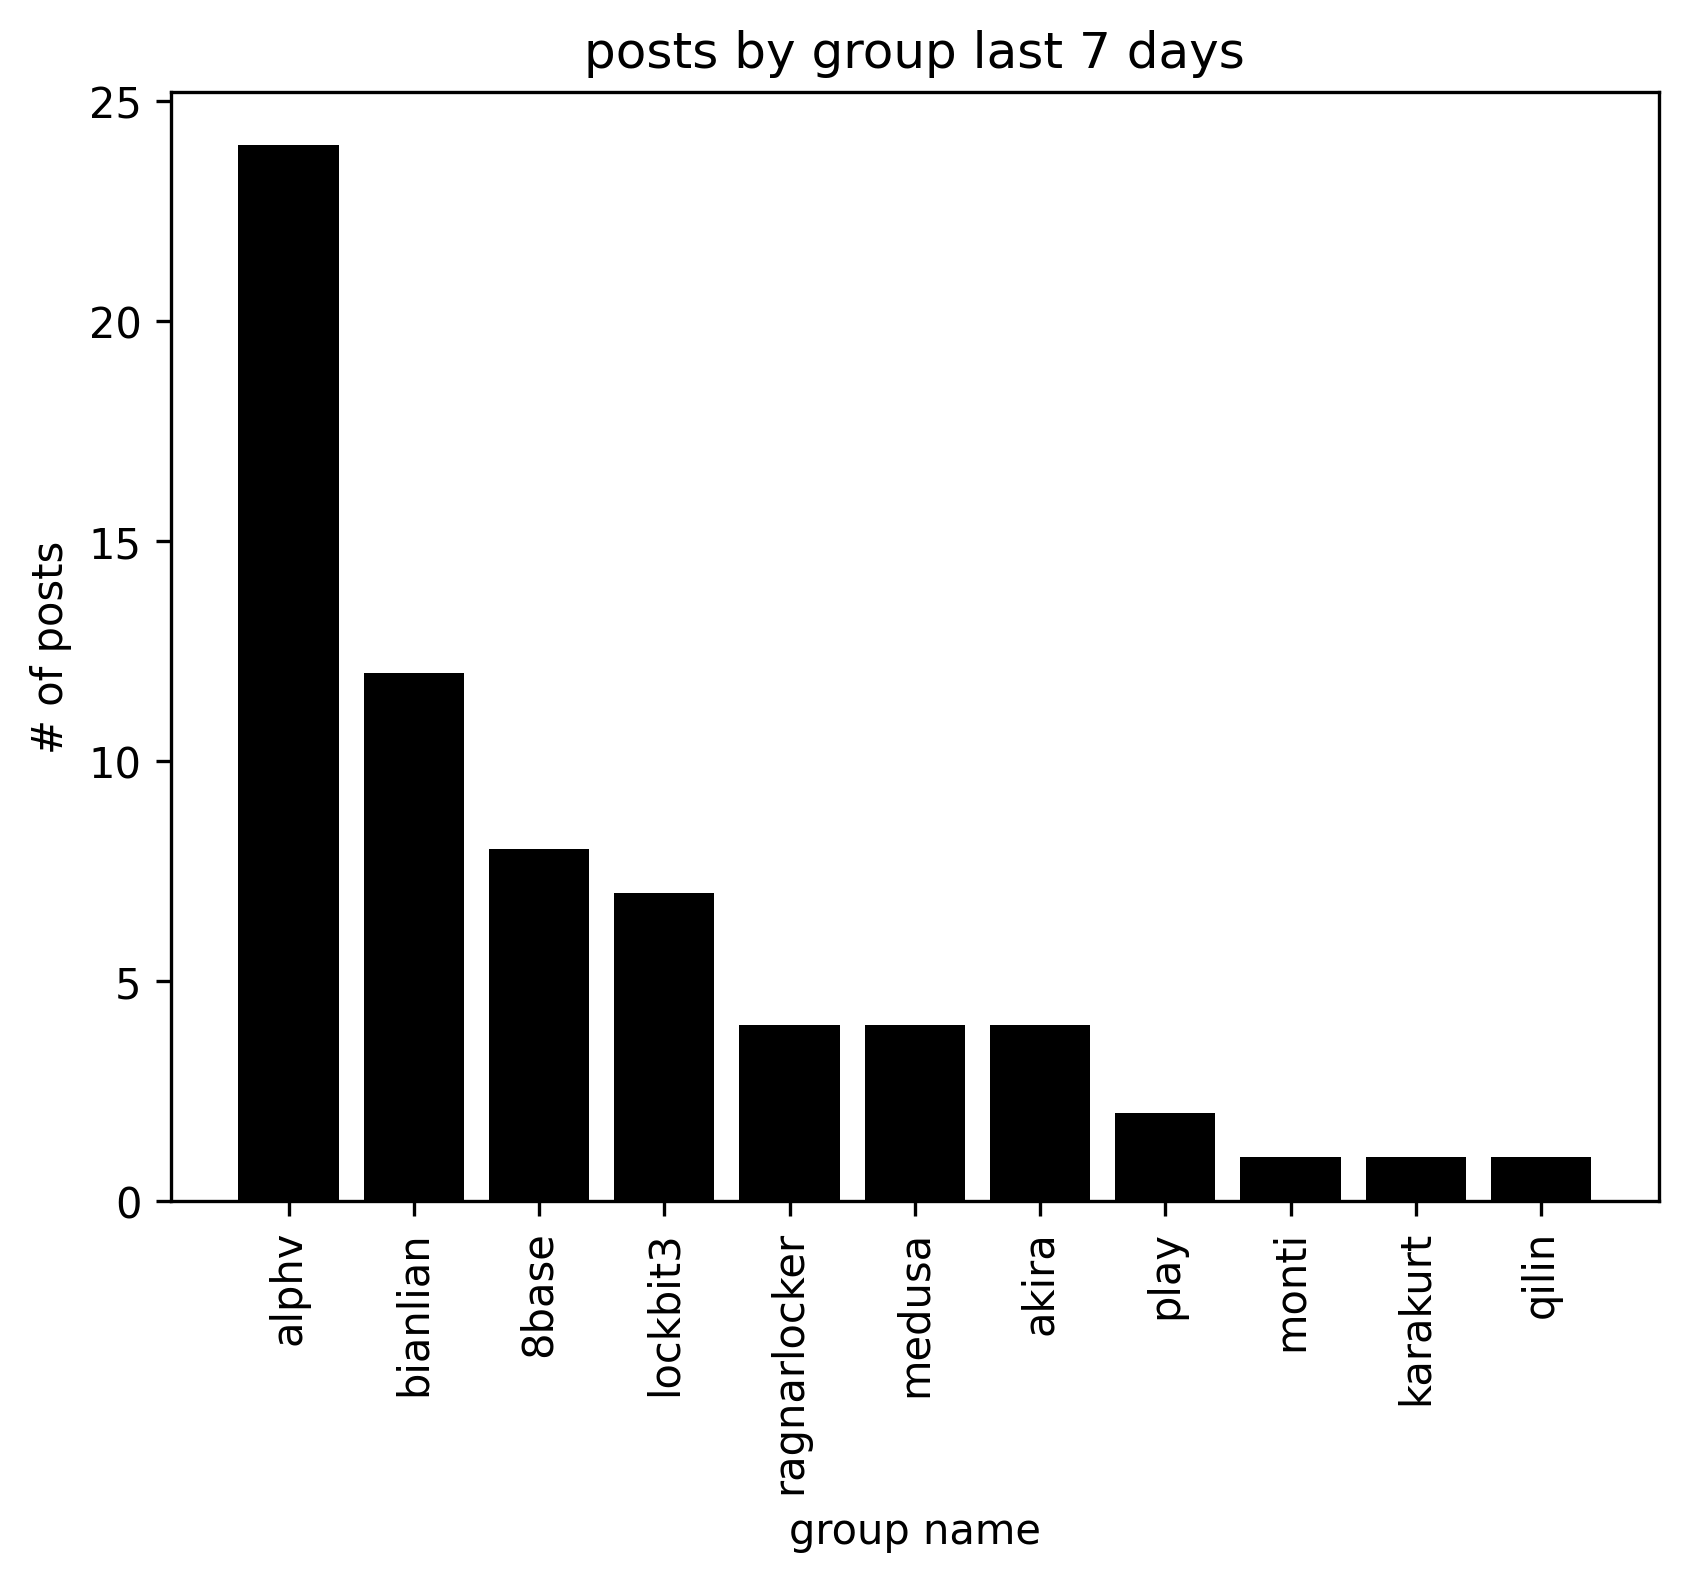 posts by group last 7 days
25
20
15
10
5
0
# of posts
alphv
bianlian
8base
lockbit3
ragnarlocker
medusa
akira
play
monti
karakurt
qilin
group name